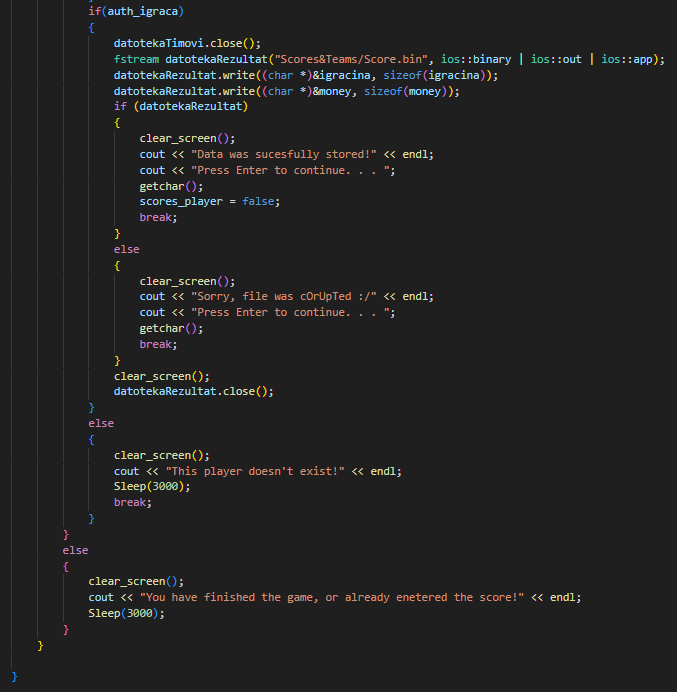 if(auth_igraca)
{
datotekaTimovi.close();
fstream datotekaRezultat("Scores&Teams/Score.bin", ios::binary | ios::out | ios::app);
datotekaRezultat.write((char *)&igracina, sizeof(igracina));
datotekaRezultat.write((char *)&money, sizeof(money));
if (datotekaRezultat)
{
clear_screen();
cout << "Data was sucesfully stored!" << endl;
cout << "Press Enter to continue. . . ";
getchar();
scores_player = false;
break;
}
else
{
clear_screen();
cout << "Sorry, file was cOrUpTed :/" << endl;
cout << "Press Enter to continue. . . ";
getchar();
break;
}
clear_screen();
datotekaRezultat.close();
}
else
{
clear_screen();
cout << "This player doesn't exist!" << endl;
Sleep(3000);
break;
}
}
else
{
clear_screen();
cout << "You have finished the game, or already enetered the score!" << endl;
Sleep(3000);
}
}
}